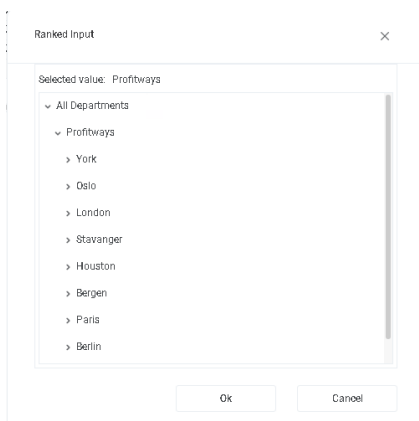 Ranked Input
Selected value: Profitways
All Departments
Profitways
York
Oslo
London
Stavanger
Houston
Bergen
Paris
Berlin
Ok
Cancel